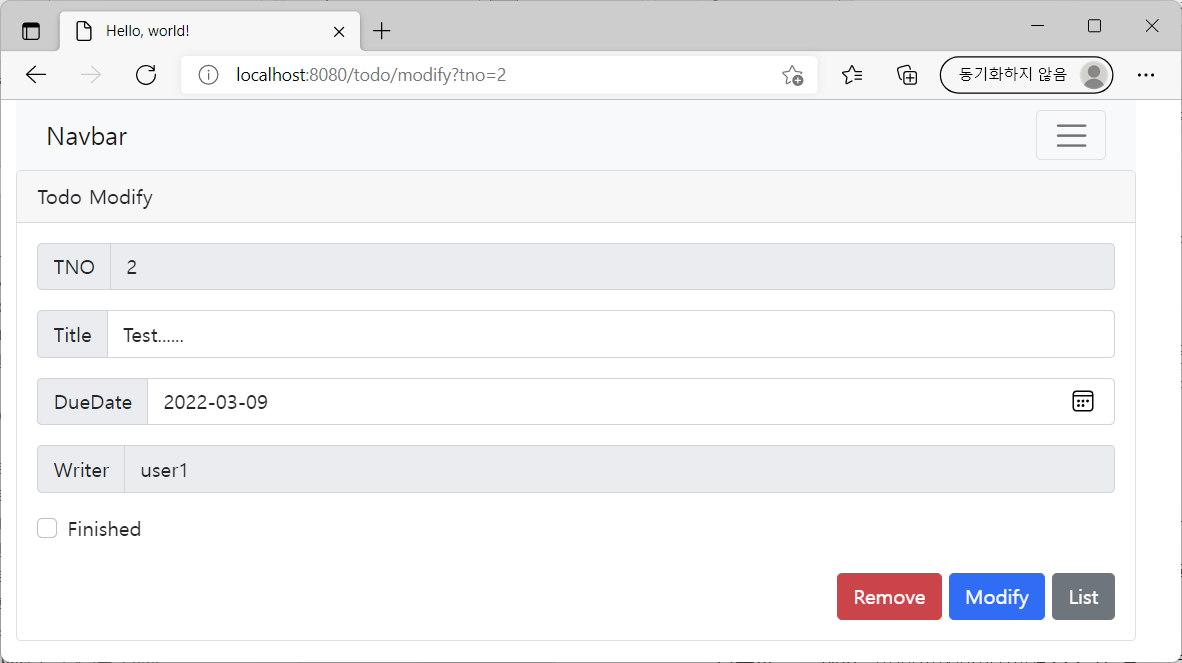 Hello, world!
localhost:8080/todo/modify?tno=2
동기화하지 않음
Navbar
Todo Modify
TNO 2
Title Test......
DueDate 2022-03-09
Writer user1
Finished
Remove Modify List